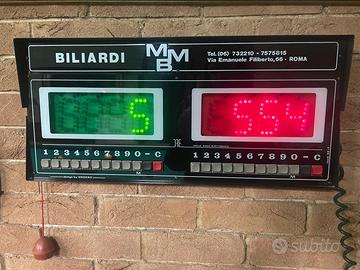 BILIARDI
MBM
Tel. (06) 732210 - 7575815
Via Emanuele Filiberto, 66 - ROMA
5
554
1 2 3 4 5 6 7 8 9 0 - C
1 2 3 4 5 6 7 8 9 0 - C
M
M
subito